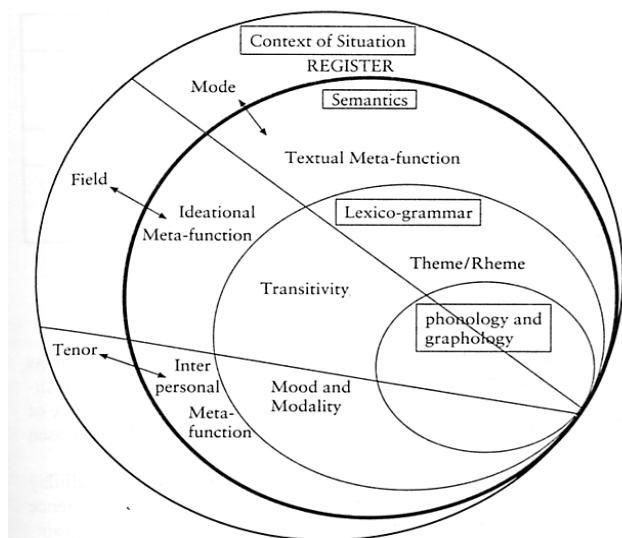 Context of Situation
REGISTER
Mode
Semantics
Textual Meta-function
Field
Ideational
Meta-function
Lexico-grammar
Theme/Rheme
Transitivity
phonology and
graphology
Tenor
Inter
personal
Meta-
function
Mood and
Modality